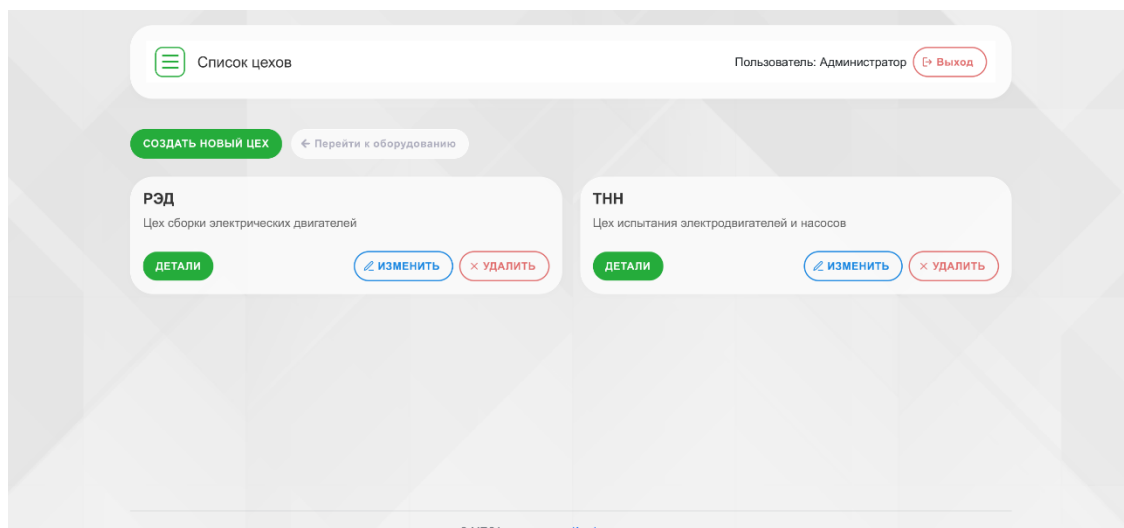 Список цехов
Пользователь: Администратор
Выход
СОЗДАТЬ НОВЫЙ ЦЕХ
Перейти к оборудованию
РЭД
Цех сборки электрических двигателей
ДЕТАЛИ
ИЗМЕНИТЬ
УДАЛИТЬ
ТНН
Цех испытания электродвигателей и насосов
ДЕТАЛИ
ИЗМЕНИТЬ
УДАЛИТЬ